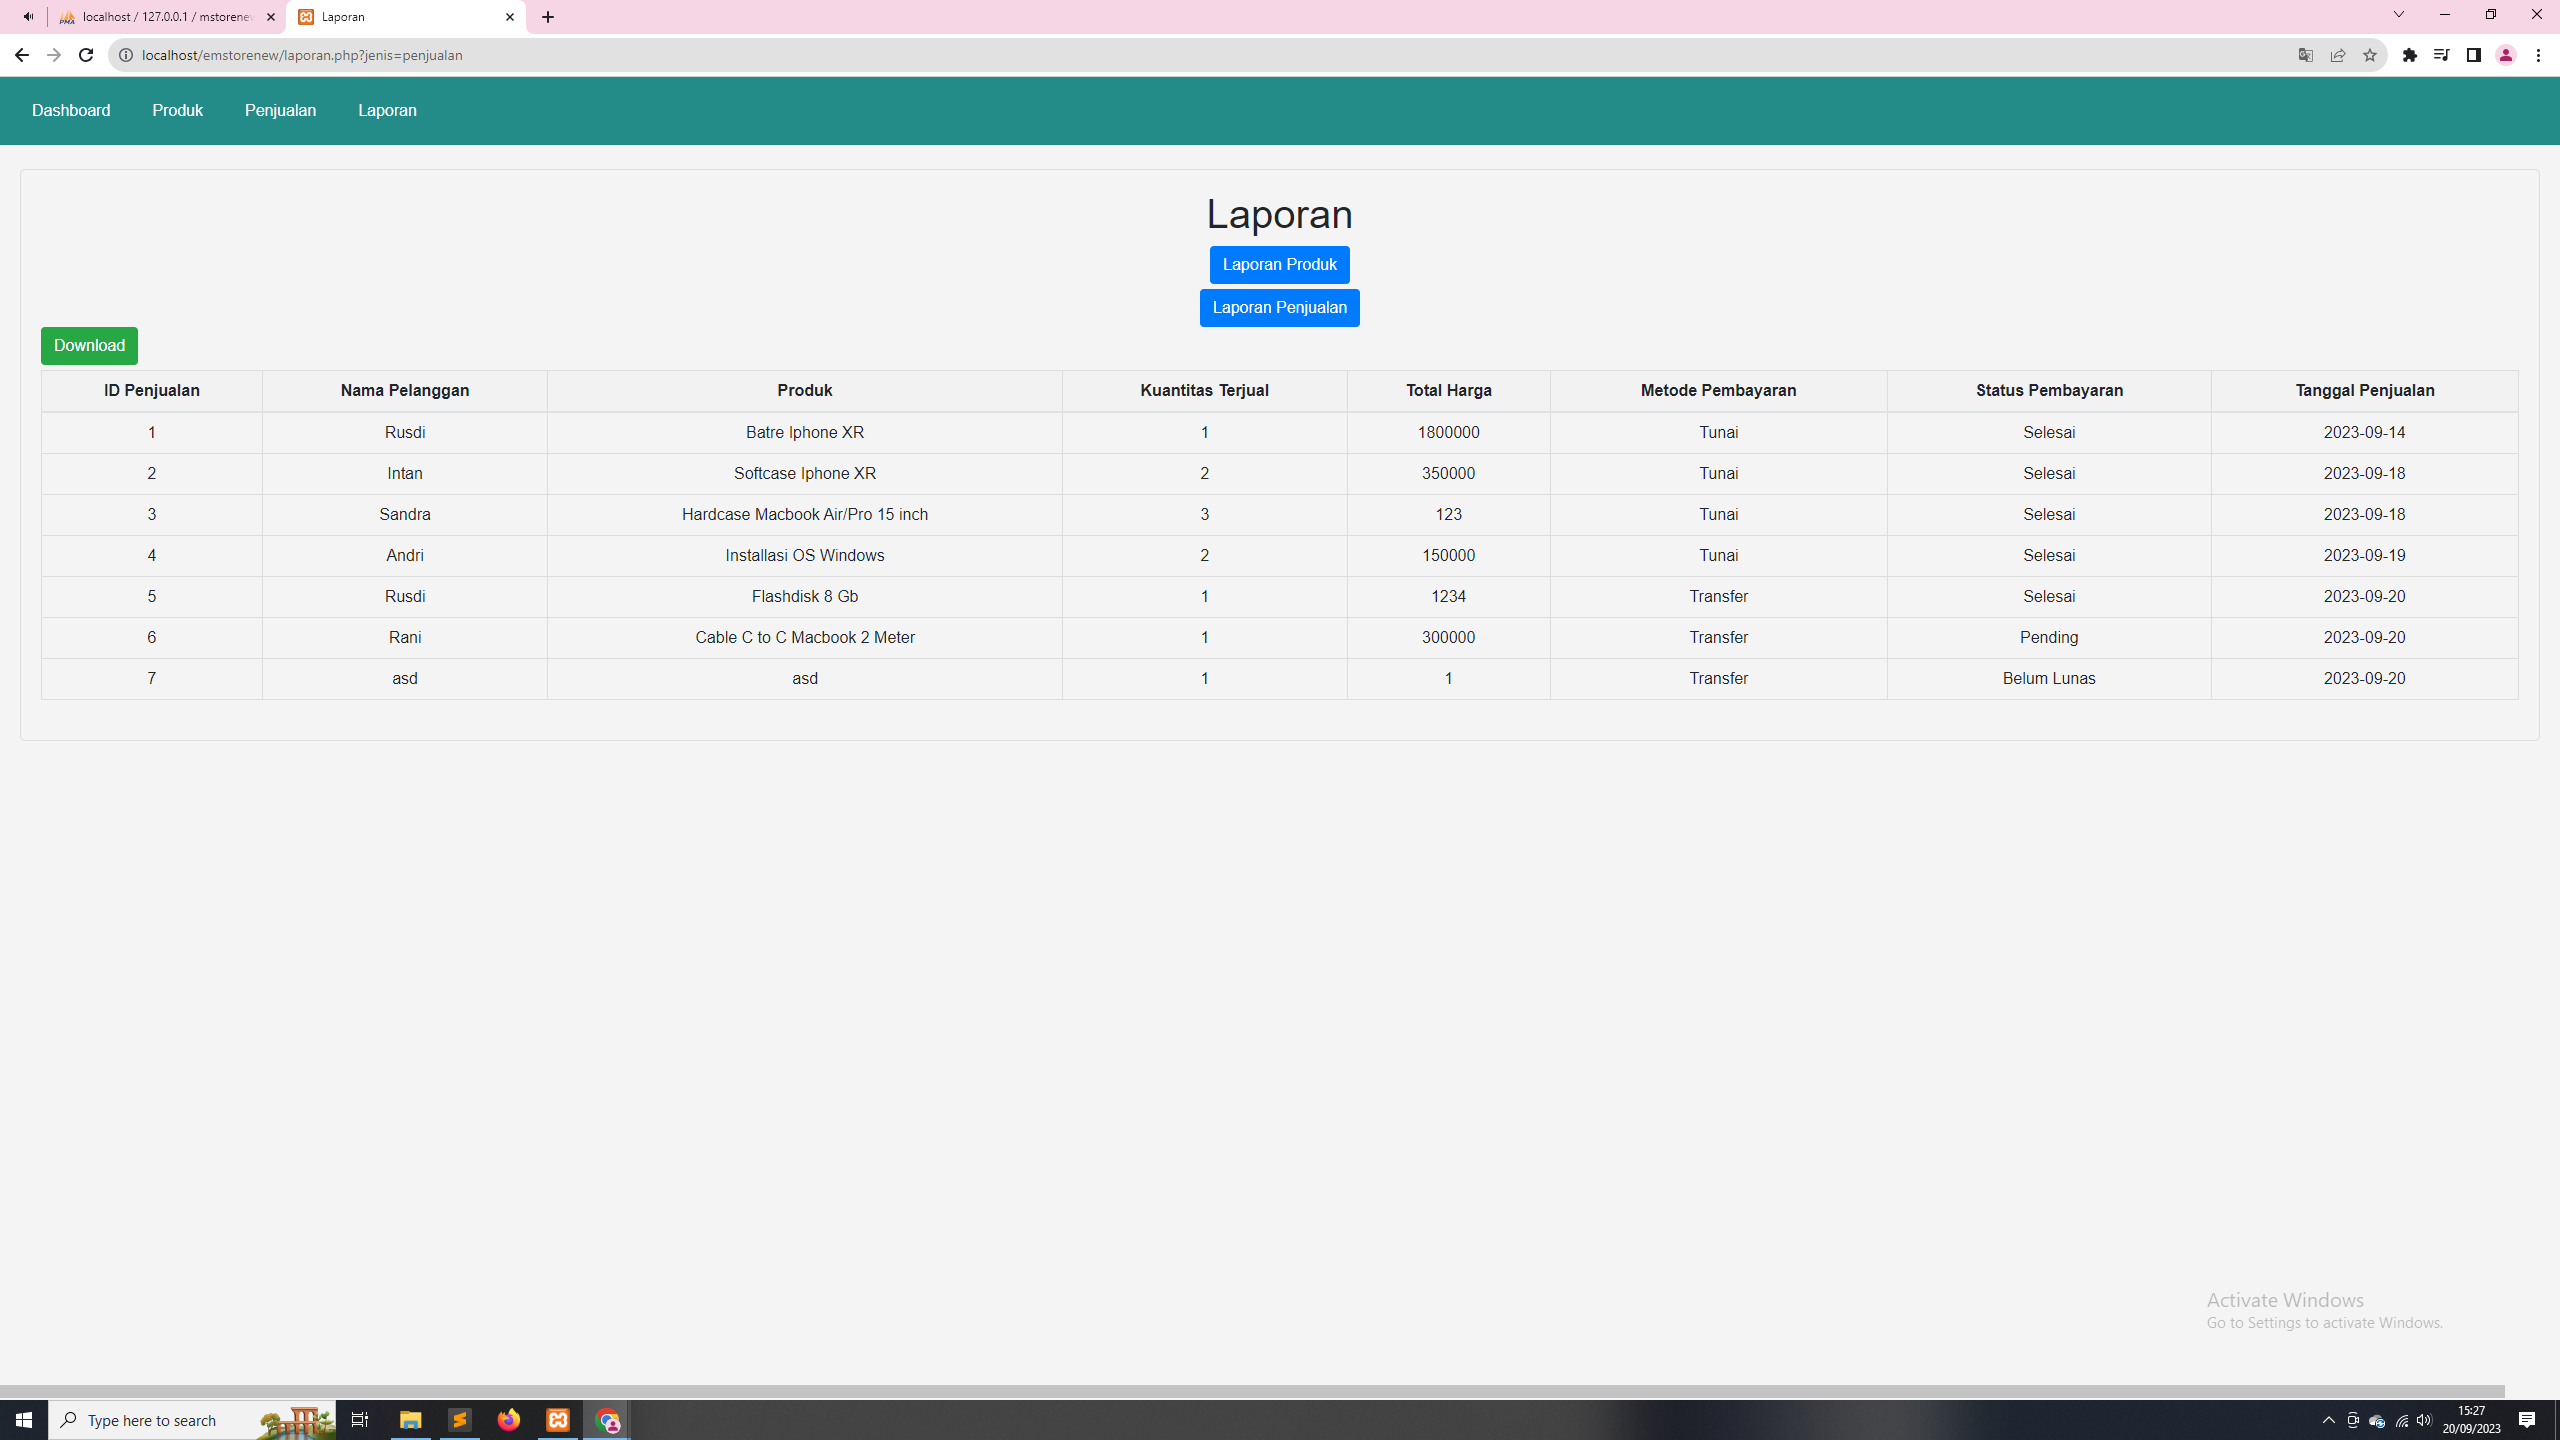 localhost / 127.0.0.1 / mstorenew
Laporan
localhost/emstorenew/laporan.php?jenis=penjualan
Dashboard Produk Penjualan Laporan
Laporan
Laporan Produk
Laporan Penjualan
Download
ID Penjualan Nama Pelanggan Produk Kuantitas Terjual Total Harga Metode Pembayaran Status Pembayaran Tanggal Penjualan
1 Rusdi Batre Iphone XR 1 1800000 Tunai Selesai 2023-09-14
2 Intan Softcase Iphone XR 2 350000 Tunai Selesai 2023-09-18
3 Sandra Hardcase Macbook Air/Pro 15 inch 3 123 Tunai Selesai 2023-09-18
4 Andri Installasi OS Windows 2 150000 Tunai Selesai 2023-09-19
5 Rusdi Flashdisk 8 Gb 1 1234 Transfer Selesai 2023-09-20
6 Rani Cable C to C Macbook 2 Meter 1 300000 Transfer Pending 2023-09-20
7 asd asd 1 1 Transfer Belum Lunas 2023-09-20
Activate Windows
Go to Settings to activate Windows.
Type here to search
15:27
20/09/2023